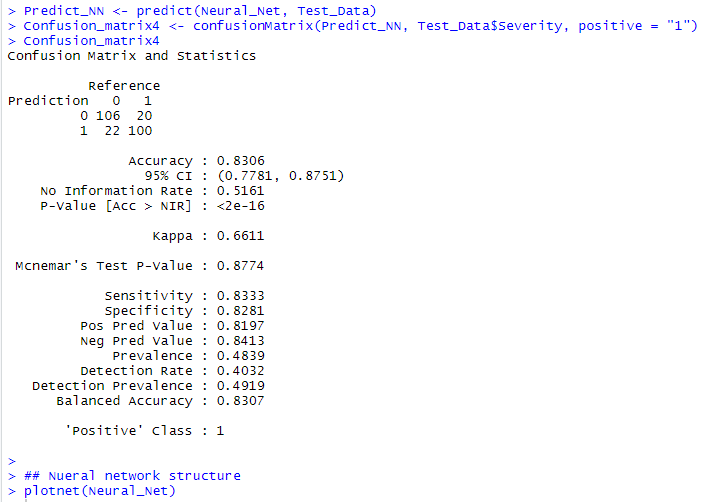 > Predict_NN <- predict(Neural_Net, Test_Data)
> Confusion_matrix4 <- confusionMatrix(Predict_NN, Test_Data$Severity, positive = "1")
> Confusion_matrix4
Confusion Matrix and Statistics
Reference
Prediction 0 1
0 106 20
1 22 100
Accuracy : 0.8306
95% CI : (0.7781, 0.8751)
No Information Rate : 0.5161
P-Value [Acc > NIR] : <2e-16
Kappa : 0.6611
Mcnemar's Test P-Value : 0.8774
Sensitivity : 0.8333
Specificity : 0.8281
Pos Pred Value : 0.8197
Neg Pred Value : 0.8413
Prevalence : 0.4839
Detection Rate : 0.4032
Detection Prevalence : 0.4919
Balanced Accuracy : 0.8307
'Positive' Class : 1
>
> ## Nueral network structure
> plotnet(Neural_Net)